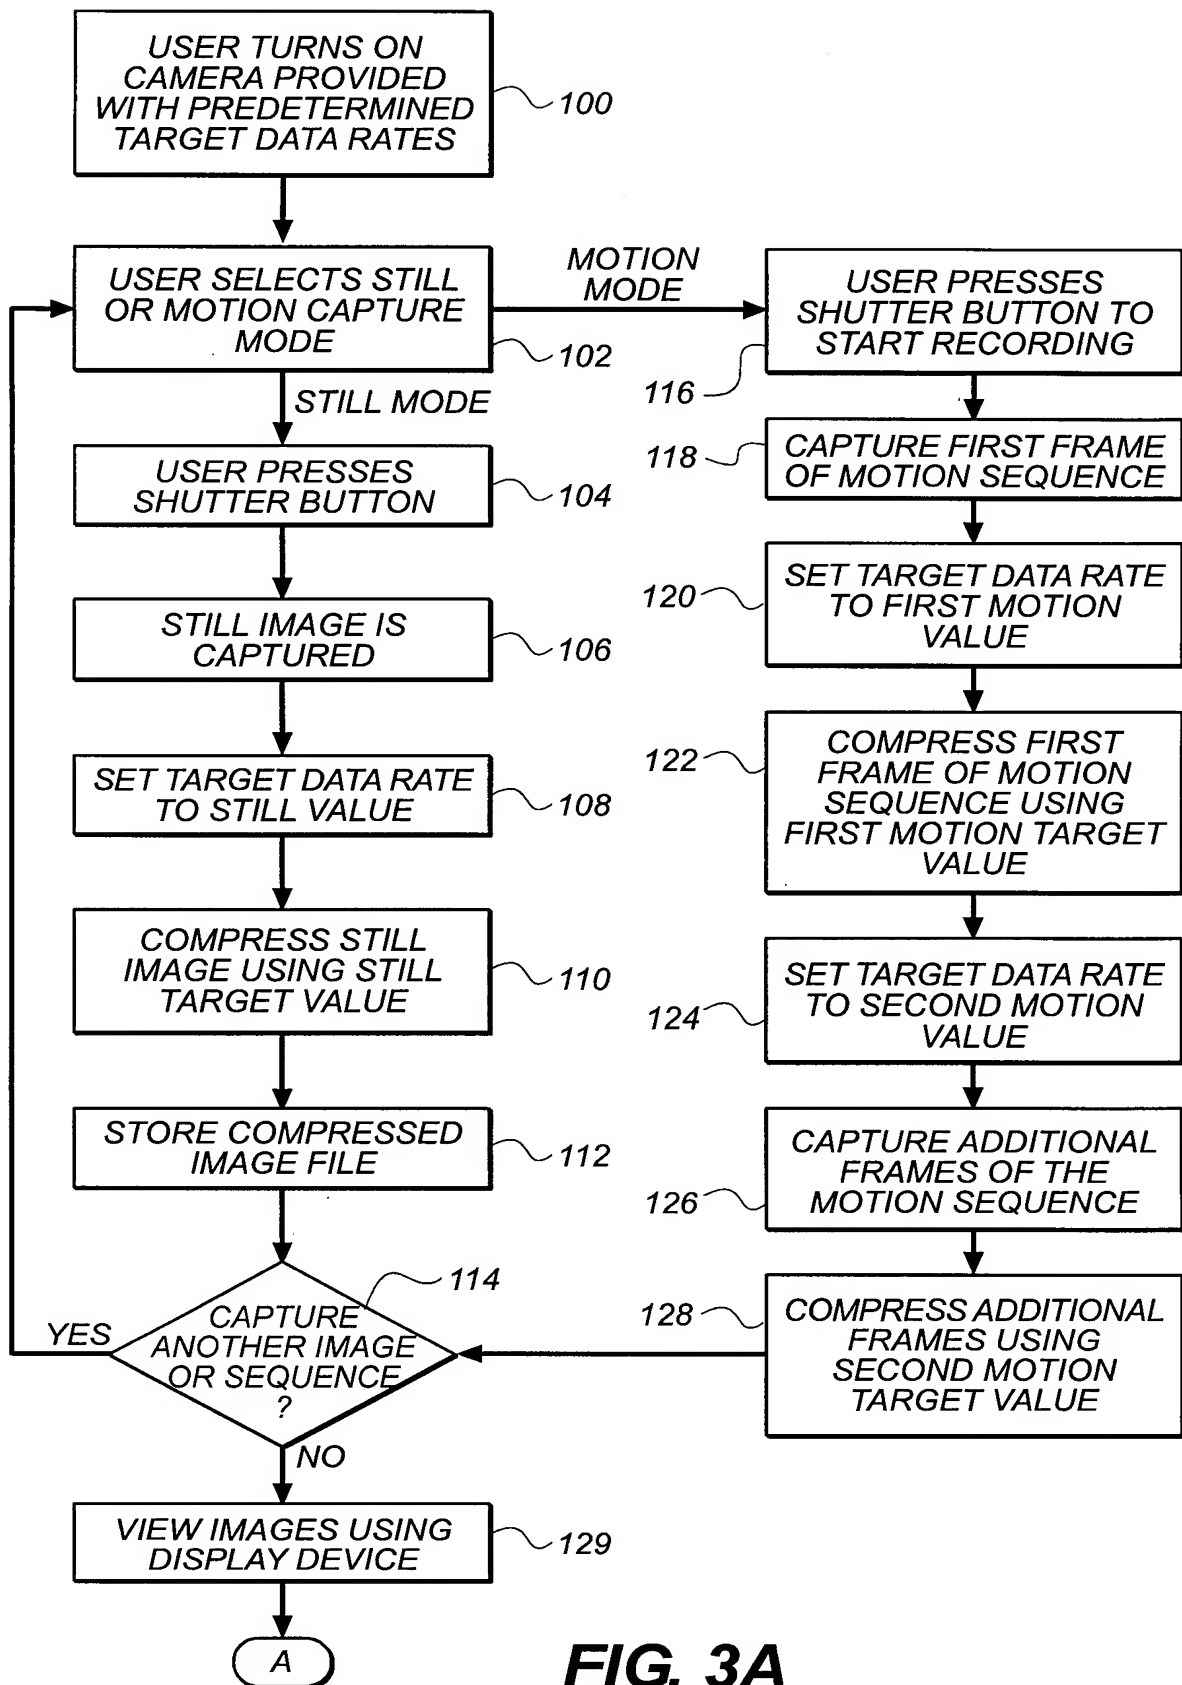 USER TURNS ON
CAMERA PROVIDED
WITH PREDETERMINED
TARGET DATA RATES
100
USER SELECTS STILL
OR MOTION CAPTURE
MODE
102
MOTION
MODE
STILL MODE
USER PRESSES
SHUTTER BUTTON
104
STILL IMAGE IS
CAPTURED
106
SET TARGET DATA RATE
TO STILL VALUE
108
COMPRESS STILL
IMAGE USING STILL
TARGET VALUE
110
STORE COMPRESSED
IMAGE FILE
112
114
CAPTURE
ANOTHER IMAGE
OR SEQUENCE
?
YES
NO
VIEW IMAGES USING
DISPLAY DEVICE
129
A
USER PRESSES
SHUTTER BUTTON TO
START RECORDING
116
CAPTURE FIRST FRAME
OF MOTION SEQUENCE
118
SET TARGET DATA RATE
TO FIRST MOTION
VALUE
120
COMPRESS FIRST
FRAME OF MOTION
SEQUENCE USING
FIRST MOTION TARGET
VALUE
122
SET TARGET DATA RATE
TO SECOND MOTION
VALUE
124
CAPTURE ADDITIONAL
FRAMES OF THE
MOTION SEQUENCE
126
COMPRESS ADDITIONAL
FRAMES USING
SECOND MOTION
TARGET VALUE
128
FIG. 3A